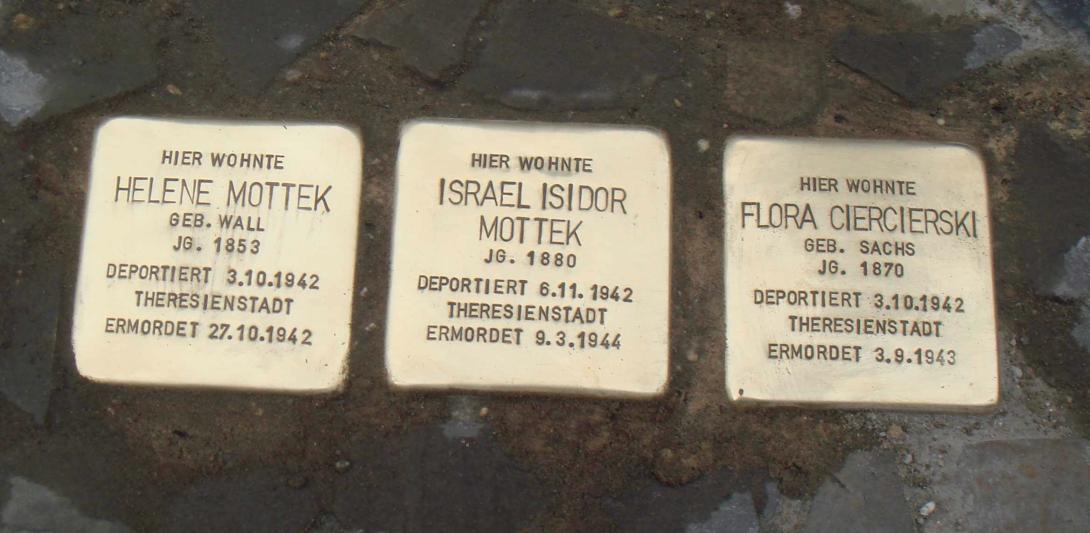 HIER WOHNTE
HELENE MOTTEK
GEB. WALL
JG. 1853
DEPORTIERT 3.10.1942
THERESIENSTADT
ERMORDET 27.10.1942
HIER WOHNTE
ISRAEL ISIDOR
MOTTEK
JG. 1880
DEPORTIERT 6.11.1942
THERESIENSTADT
ERMORDET 9.3.1944
HIER WOHNTE
FLORA CIERCIERSKI
GEB. SACHS
JG. 1870
DEPORTIERT 3.10.1942
THERESIENSTADT
ERMORDET 3.9.1943